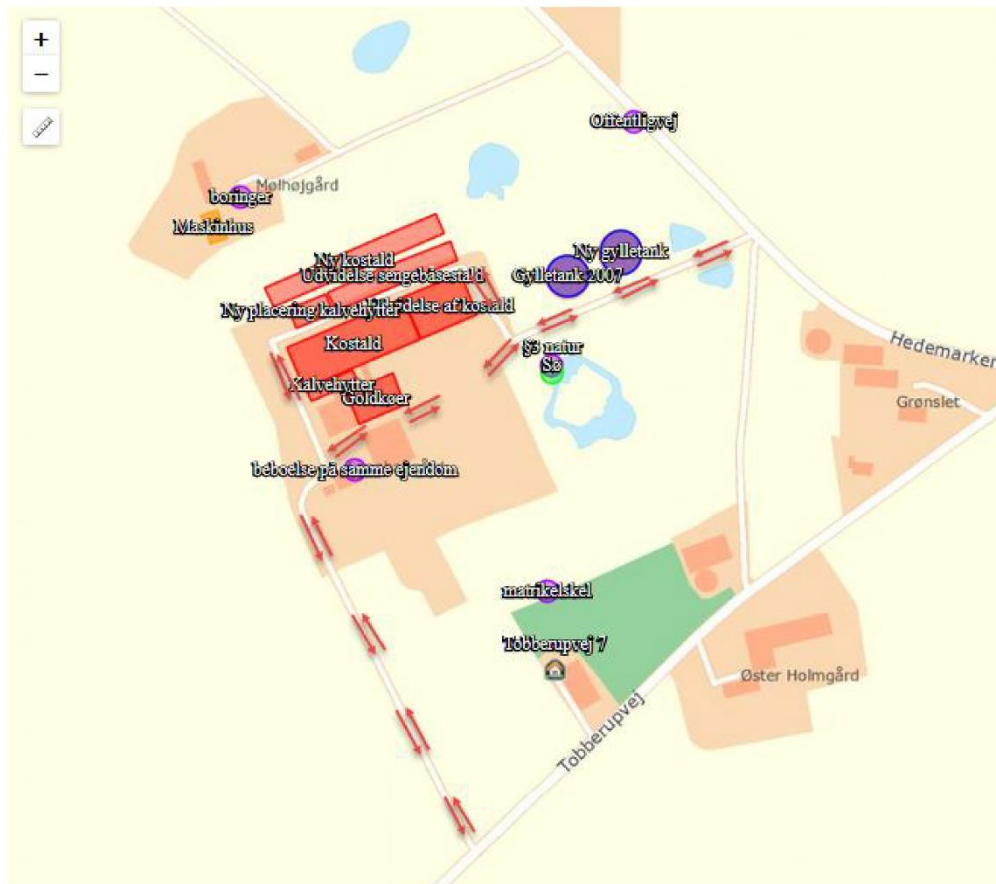 +
−
Offentligvej
Mølhøjgård
boringer
Maskinhus
Ny kostald
Ny gylletank
Udvidelse sengebåsestald
Gylletank 2007
Ny placering kalvehytter
Udvidelse af kostald
Kostald
§3 natur
Sø
Hedemarken
Kalvehytter
Goldkøer
Grønslet
beboelse på samme ejendom
matrikelskel
Tobberupvej 7
Øster Holmgård
Tobberupvej